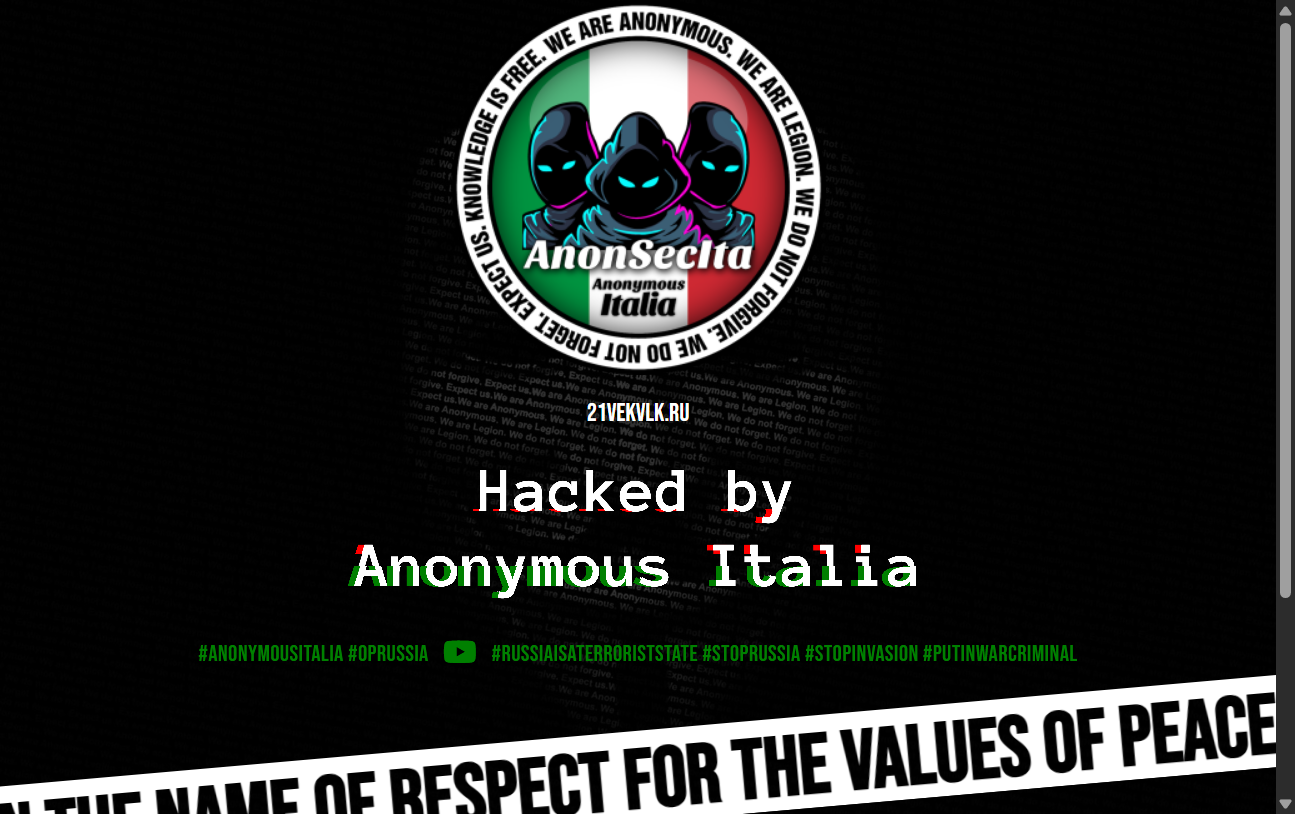 KNOWLEDGE IS FREE. WE ARE ANONYMOUS. WE ARE LEGION. WE DO NOT FORGIVE. WE DO NOT FORGET. EXPECT US.
AnonSecIta
Anonymous
Italia
21VEKVLK.RU
Hacked by
Anonymous Italia
#ANONYMOUSITALIA #OPRUSSIA #RUSSIAISATERRORISTSTATE #STOPRUSSIA #STOPINVASION #PUTINWARCRIMINAL
THE NAME OF RESPECT FOR THE VALUES OF PEACE